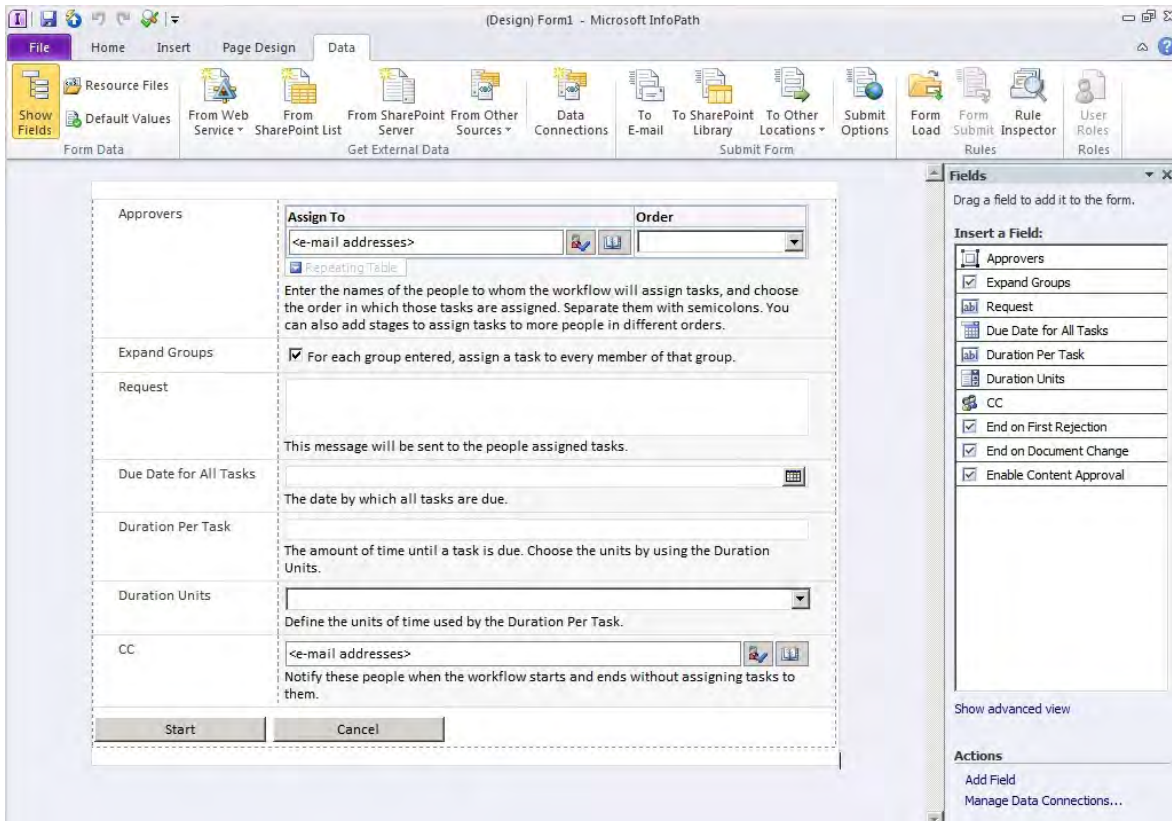 (Design) Form1 - Microsoft InfoPath
File Home Insert Page Design Data
Show Fields
Resource Files
Default Values
From Web Service
From SharePoint List
From SharePoint Server
From Other Sources
Data Connections
To E-mail
To SharePoint Library
To Other Locations
Submit Options
Form Load
Form Submit
Rule Inspector
User Roles
Form Data Get External Data Submit Form Rules Roles
Approvers
Assign To Order
<e-mail addresses>
Repeating Table
Enter the names of the people to whom the workflow will assign tasks, and choose
the order in which those tasks are assigned. Separate them with semicolons. You
can also add stages to assign tasks to more people in different orders.
Expand Groups
For each group entered, assign a task to every member of that group.
Request
This message will be sent to the people assigned tasks.
Due Date for All Tasks
The date by which all tasks are due.
Duration Per Task
The amount of time until a task is due. Choose the units by using the Duration
Units.
Duration Units
Define the units of time used by the Duration Per Task.
CC
<e-mail addresses>
Notify these people when the workflow starts and ends without assigning tasks to
them.
Start Cancel
Fields
Drag a field to add it to the form.
Insert a Field:
Approvers
Expand Groups
Request
Due Date for All Tasks
Duration Per Task
Duration Units
CC
End on First Rejection
End on Document Change
Enable Content Approval
Show advanced view
Actions
Add Field
Manage Data Connections...